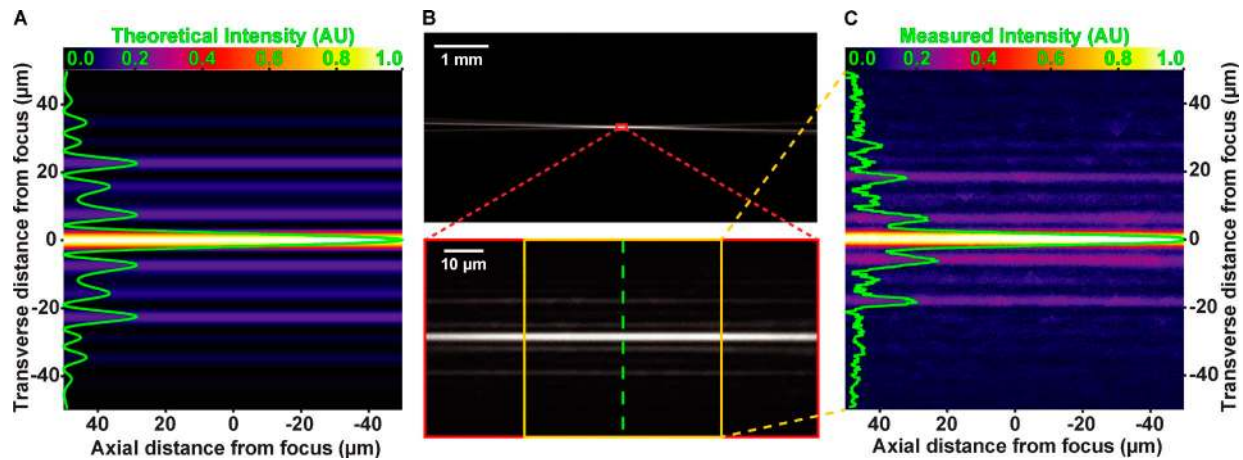 A
Theoretical Intensity (AU)
0.0 0.2 0.4 0.6 0.8 1.0
Transverse distance from focus (µm)
40
20
0
-20
-40
40 20 0 -20 -40
Axial distance from focus (µm)
B
1 mm
10 µm
C
Measured Intensity (AU)
0.0 0.2 0.4 0.6 0.8 1.0
40
20
0
-20
-40
Transverse distance from focus (µm)
40 20 0 -20 -40
Axial distance from focus (µm)